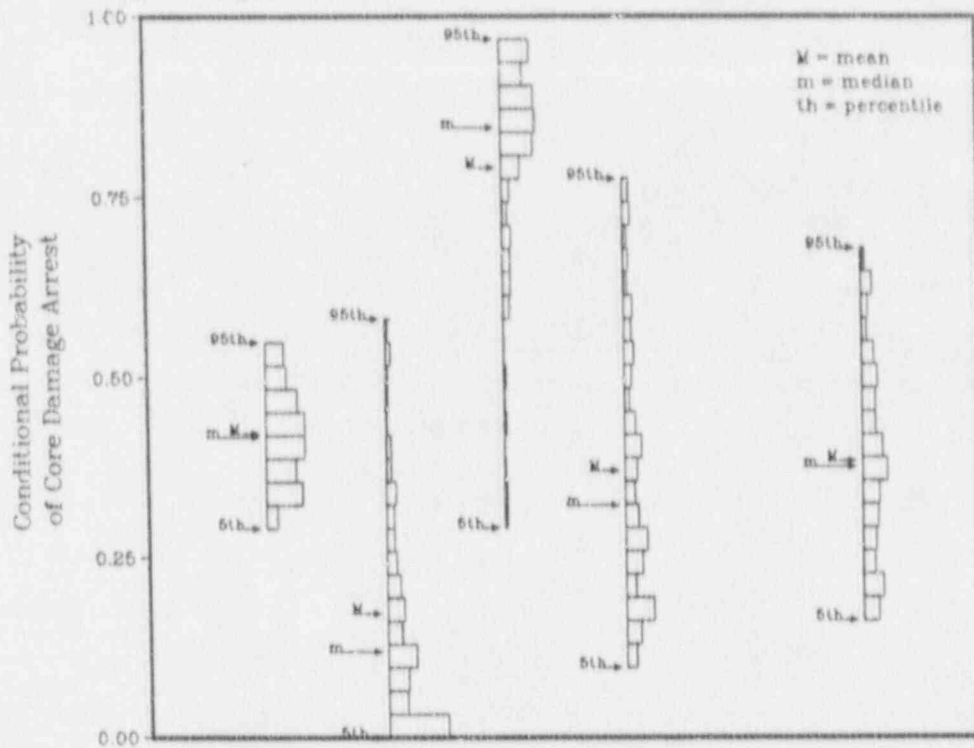 1.00
95th
M = mean
m = median
th = percentile
m
M
0.75
95th
95th
95th
95th
0.50
m M
M
M
m
m
5th
5th
0.25
M
5th
m
5th
0.00
5th
Conditional Probability
of Core Damage Arrest